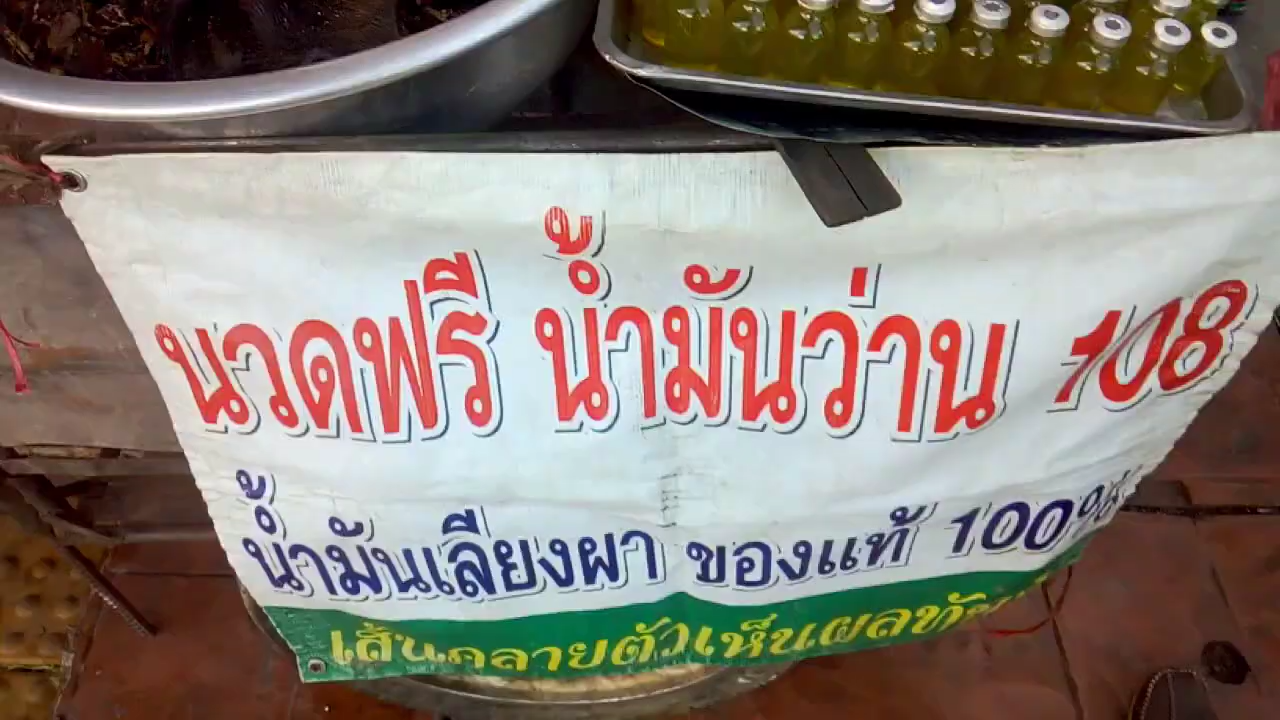 นวดฟรี น้ำมันว่าน 108
น้ำมันเลียงผา ของแท้ 100%
เส้นคลายตัวเห็นผลทัน